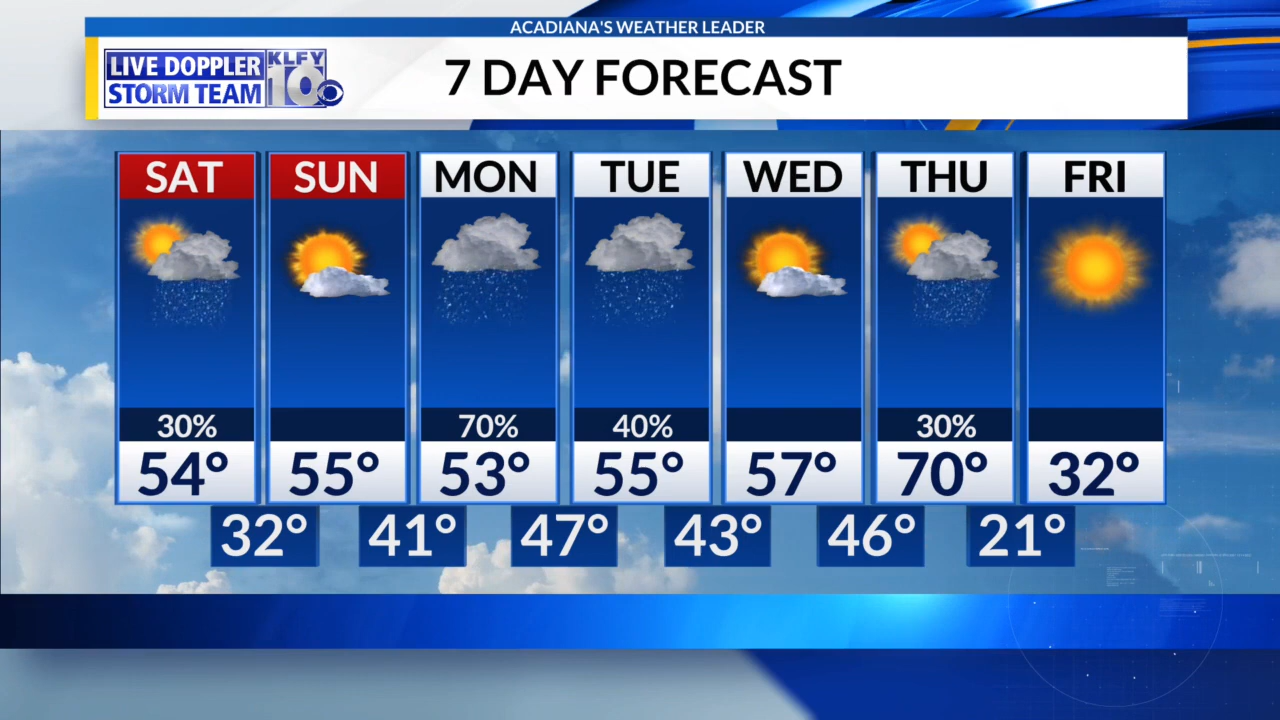 ACADIANA'S WEATHER LEADER
LIVE DOPPLER
STORM TEAM
KLFY
10
7 DAY FORECAST
SAT SUN MON TUE WED THU FRI
30% 70% 40% 30%
54° 55° 53° 55° 57° 70° 32°
32° 41° 47° 43° 46° 21°